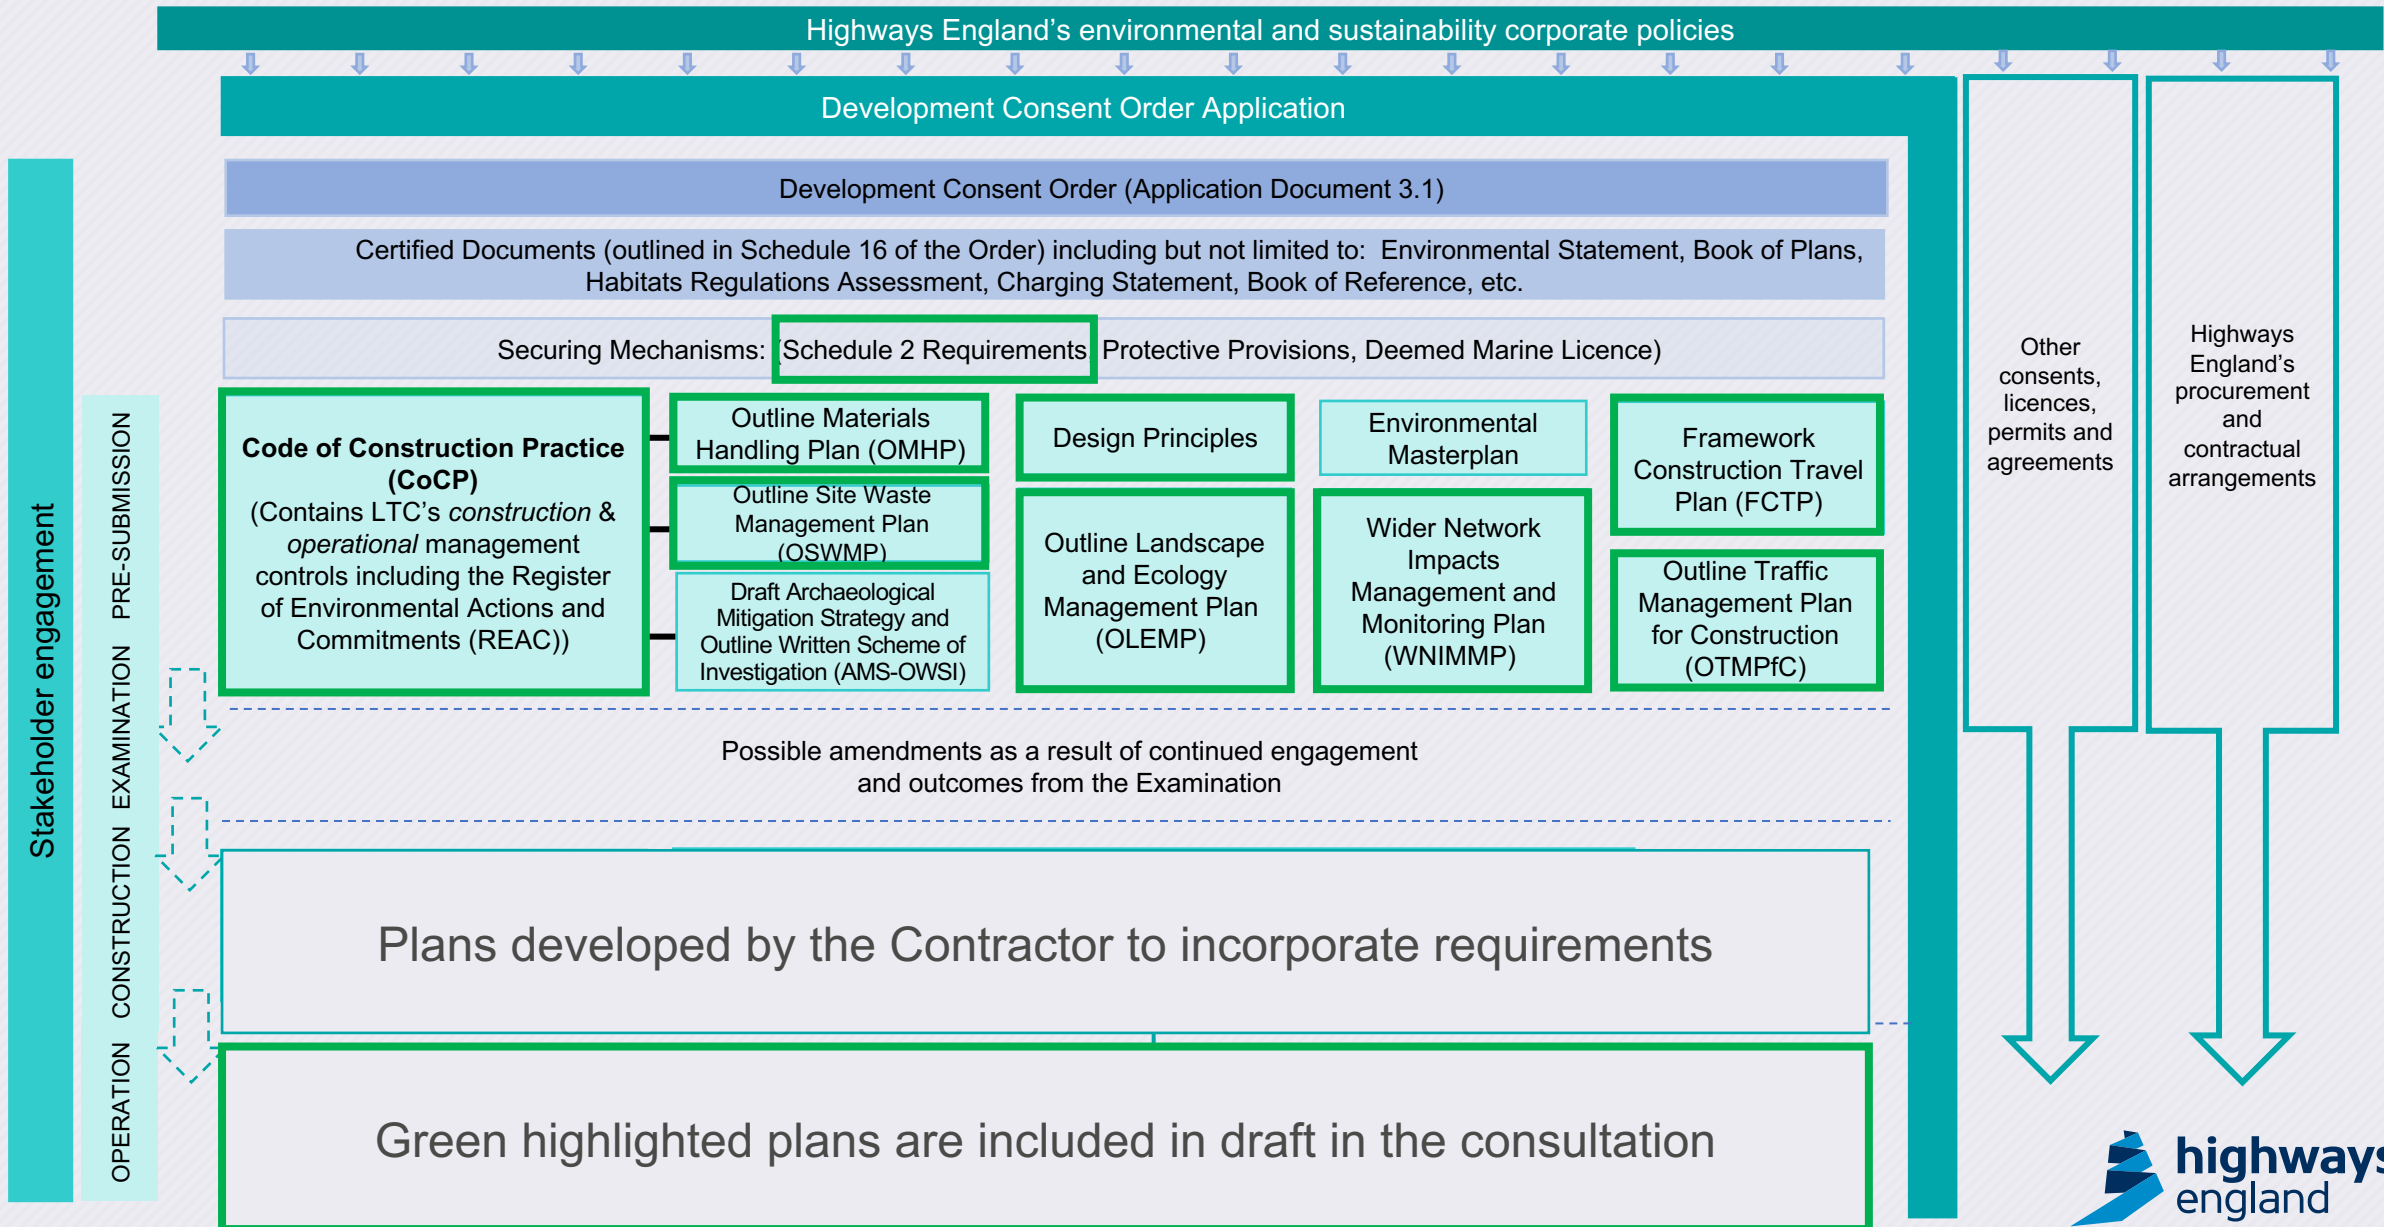 Highways England's environmental and sustainability corporate policies
Development Consent Order Application
Development Consent Order (Application Document 3.1)
Certified Documents (outlined in Schedule 16 of the Order) including but not limited to: Environmental Statement, Book of Plans,
Habitats Regulations Assessment, Charging Statement, Book of Reference, etc.
Securing Mechanisms: (Schedule 2 Requirements, Protective Provisions, Deemed Marine Licence)
Stakeholder engagement
PRE-SUBMISSION
EXAMINATION
CONSTRUCTION
OPERATION
Code of Construction Practice
(CoCP)
(Contains LTC's construction &
operational management
controls including the Register
of Environmental Actions and
Commitments (REAC))
Outline Materials
Handling Plan (OMHP)
Outline Site Waste
Management Plan
(OSWMP)
Draft Archaeological
Mitigation Strategy and
Outline Written Scheme of
Investigation (AMS-OWSI)
Design Principles
Outline Landscape
and Ecology
Management Plan
(OLEMP)
Environmental
Masterplan
Wider Network
Impacts
Management and
Monitoring Plan
(WNIMMP)
Framework
Construction Travel
Plan (FCTP)
Outline Traffic
Management Plan
for Construction
(OTMPfC)
Other
consents,
licences,
permits and
agreements
Highways
England's
procurement
and
contractual
arrangements
Possible amendments as a result of continued engagement
and outcomes from the Examination
Plans developed by the Contractor to incorporate requirements
Green highlighted plans are included in draft in the consultation
highways
england